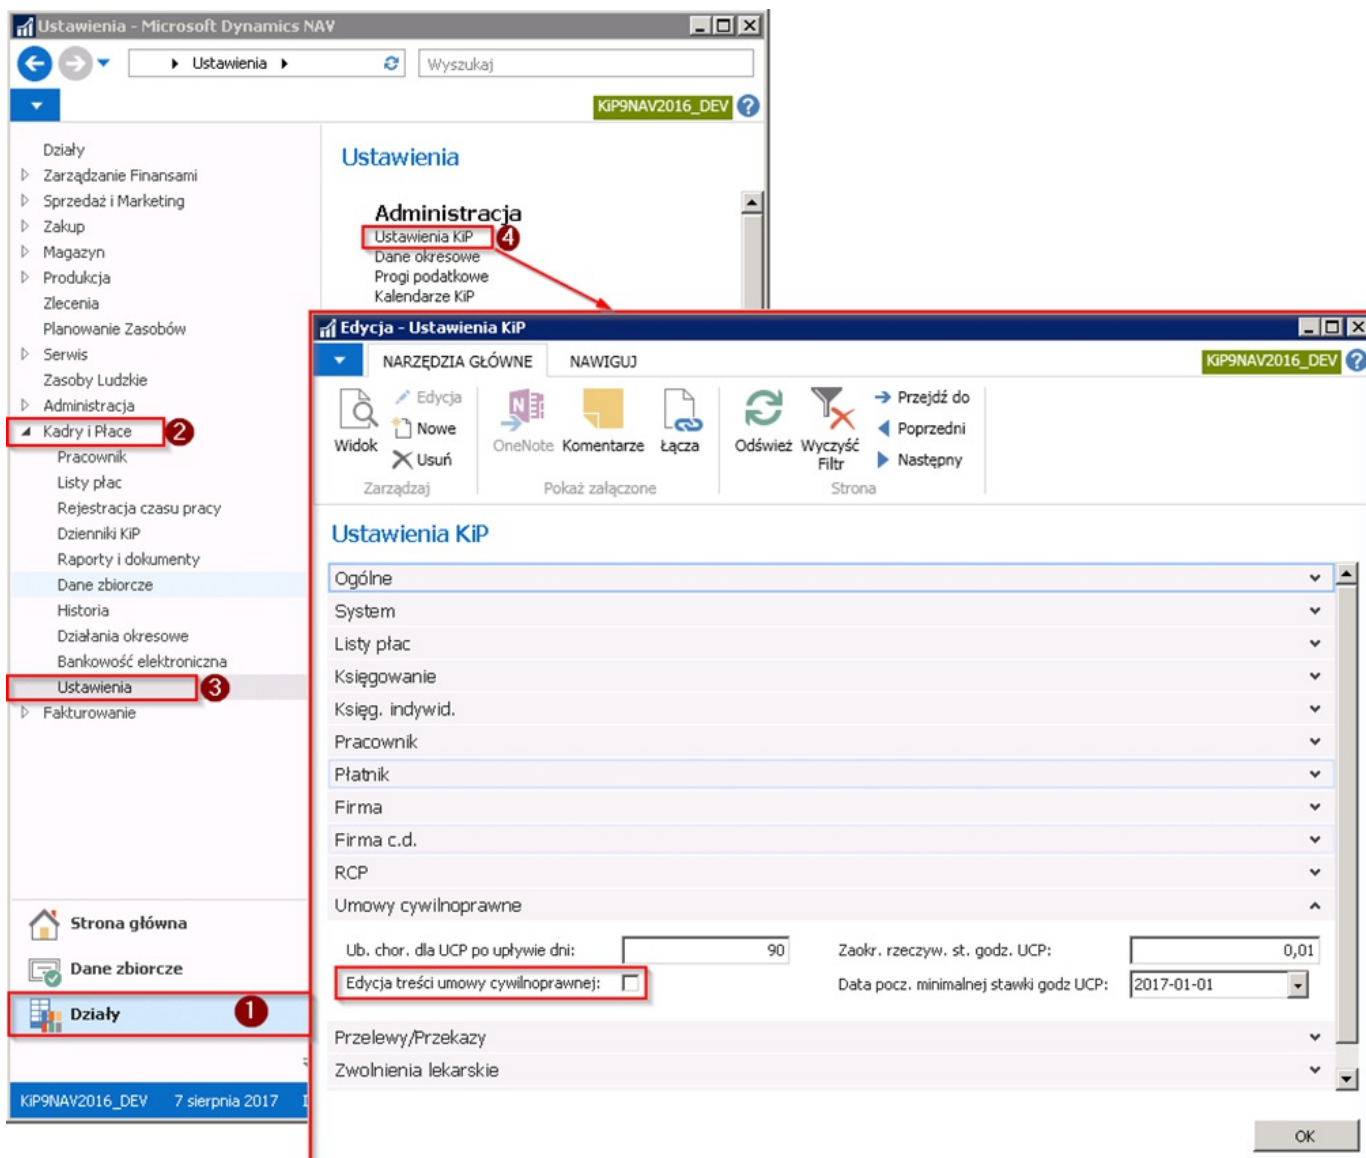 Ustawienia - Microsoft Dynamics NAV
Ustawienia
Wyszukaj
KiP9NAV2016_DEV
Działy
Zarządzanie Finansami
Sprzedaż i Marketing
Zakup
Magazyn
Produkcja
Zlecenia
Planowanie Zasobów
Serwis
Zasoby Ludzkie
Administracja
Kadry i Płace 2
Pracownik
Listy płac
Rejestracja czasu pracy
Dzienniki KiP
Raporty i dokumenty
Dane zbiorcze
Historia
Działania okresowe
Bankowość elektroniczna
Ustawienia 3
Fakturowanie
Strona główna
Dane zbiorcze
Działy 1
KiP9NAV2016_DEV 7 sierpnia 2017
Ustawienia
Administracja
Ustawienia KiP 4
Dane okresowe
Progi podatkowe
Kalendarze KiP
Edycja - Ustawienia KiP
NARZĘDZIA GŁÓWNE NAWIGUJ
KiP9NAV2016_DEV
Widok
Edycja
Nowe
Usuń
Zarządzaj
OneNote Komentarze Łącza
Pokaż załączone
Odśwież Wyczyść Filtr
Przejdź do
Poprzedni
Następny
Strona
Ustawienia KiP
Ogólne
System
Listy płac
Księgowanie
Księg. indywid.
Pracownik
Płatnik
Firma
Firma c.d.
RCP
Umowy cywilnoprawne
Ub. chor. dla UCP po upływie dni: 90 Zaokr. rzeczyw. st. godz. UCP: 0,01
Edycja treści umowy cywilnoprawnej: Data pocz. minimalnej stawki godz UCP: 2017-01-01
Przelewy/Przekazy
Zwolnienia lekarskie
OK